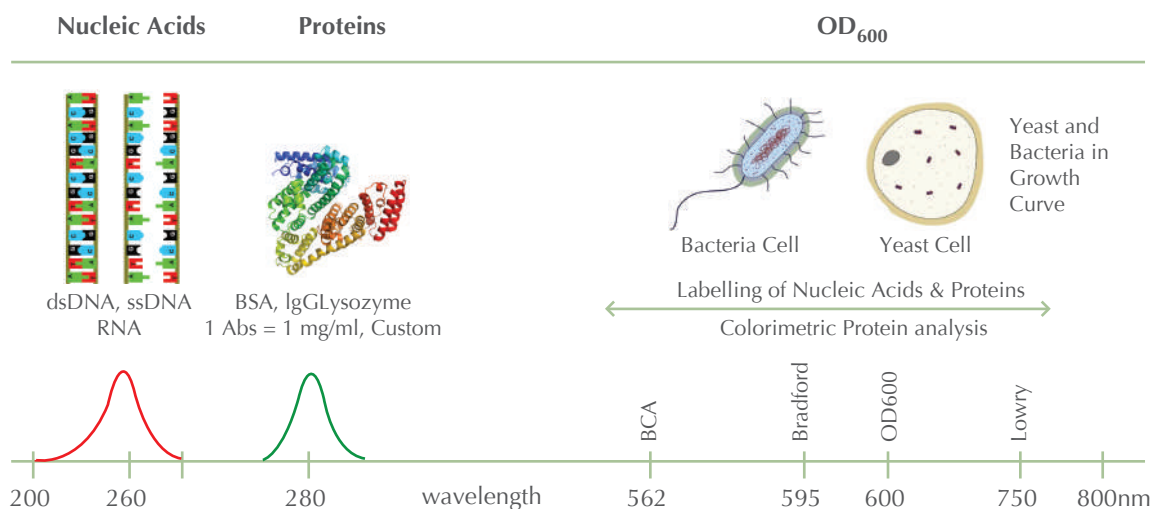 Nucleic Acids
Proteins
OD600
dsDNA, ssDNA
RNA
BSA, IgGLysozyme
1 Abs = 1 mg/ml, Custom
Bacteria Cell
Yeast Cell
Yeast and
Bacteria in
Growth
Curve
Labelling of Nucleic Acids & Proteins
Colorimetric Protein analysis
BCA
Bradford
OD600
Lowry
200
260
280
wavelength
562
595
600
750
800nm